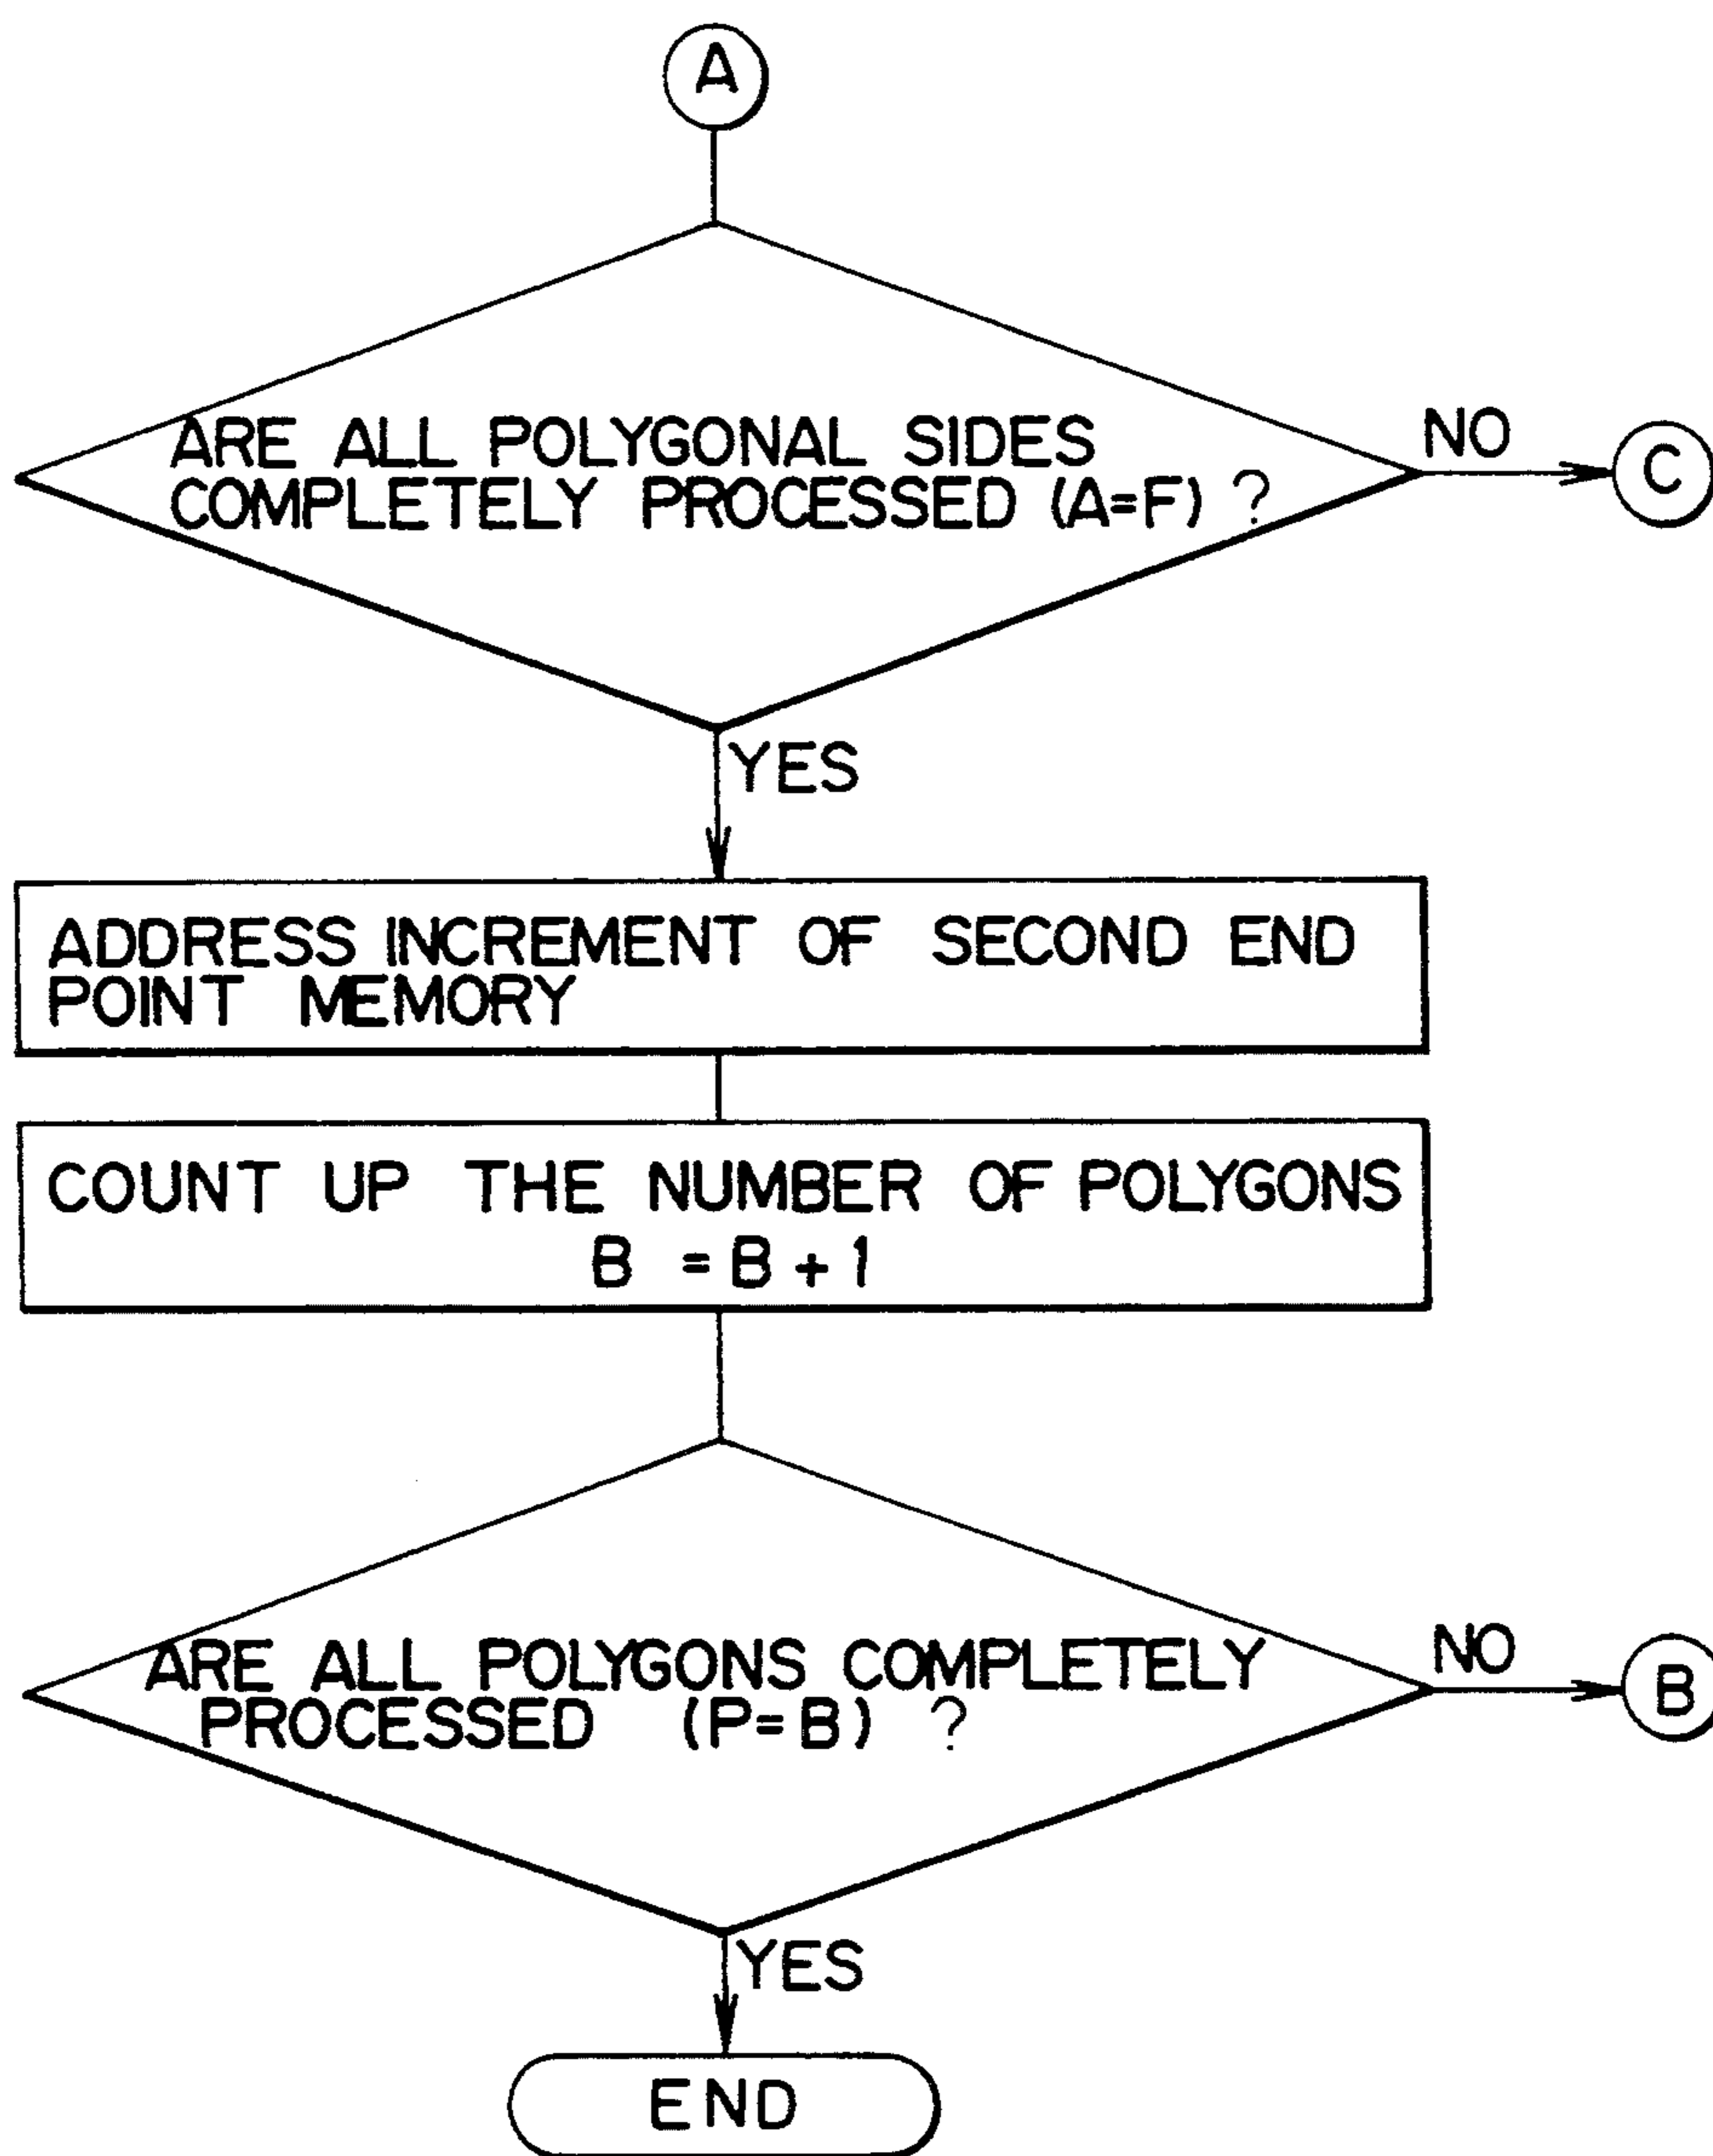 A
ARE ALL POLYGONAL SIDES
COMPLETELY PROCESSED (A=F) ?
NO
C
YES
ADDRESS INCREMENT OF SECOND END
POINT MEMORY
COUNT UP THE NUMBER OF POLYGONS
B = B + 1
ARE ALL POLYGONS COMPLETELY
PROCESSED (P=B) ?
NO
B
YES
END